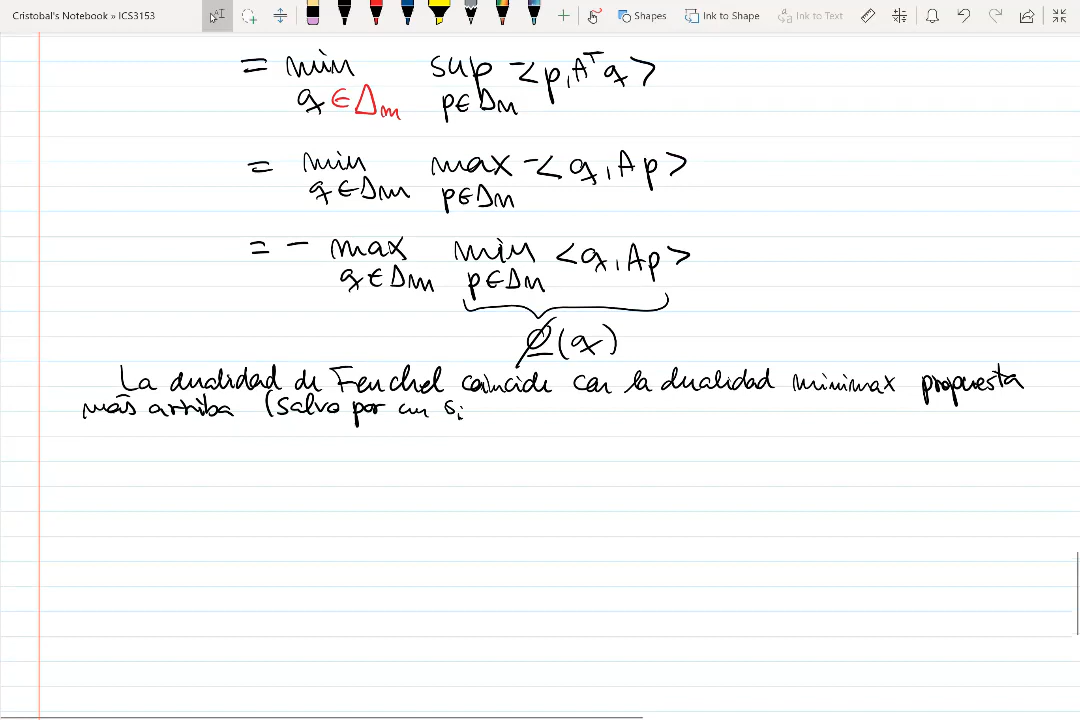 Cristobal's Notebook » ICS3153
Shapes Ink to Shape Ink to Text
= min sup -<p, Aᵀq>
q ∈ Δm p ∈ Δn
= min max -<q, Ap>
q ∈ Δm p ∈ Δn
= - max min <q, Ap>
q ∈ Δm p ∈ Δn
(q)
La dualidad de Fenchel coincide con la dualidad minimax propuesta
más arriba (salvo por un si